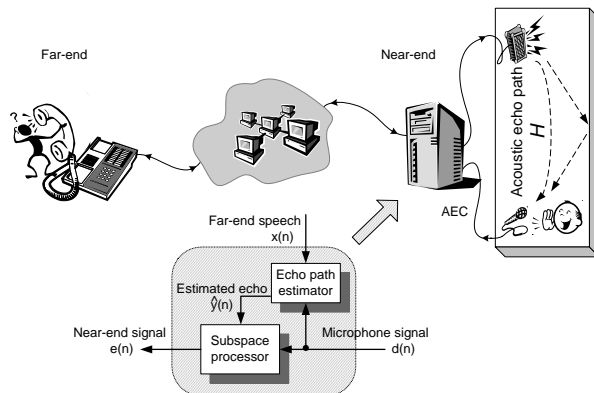 Far-end
Near-end
?
Acoustic echo path
H
AEC
Far-end speech
x(n)
Echo path
estimator
Estimated echo
ŷ(n)
Near-end signal
e(n)
Subspace
processor
Microphone signal
d(n)